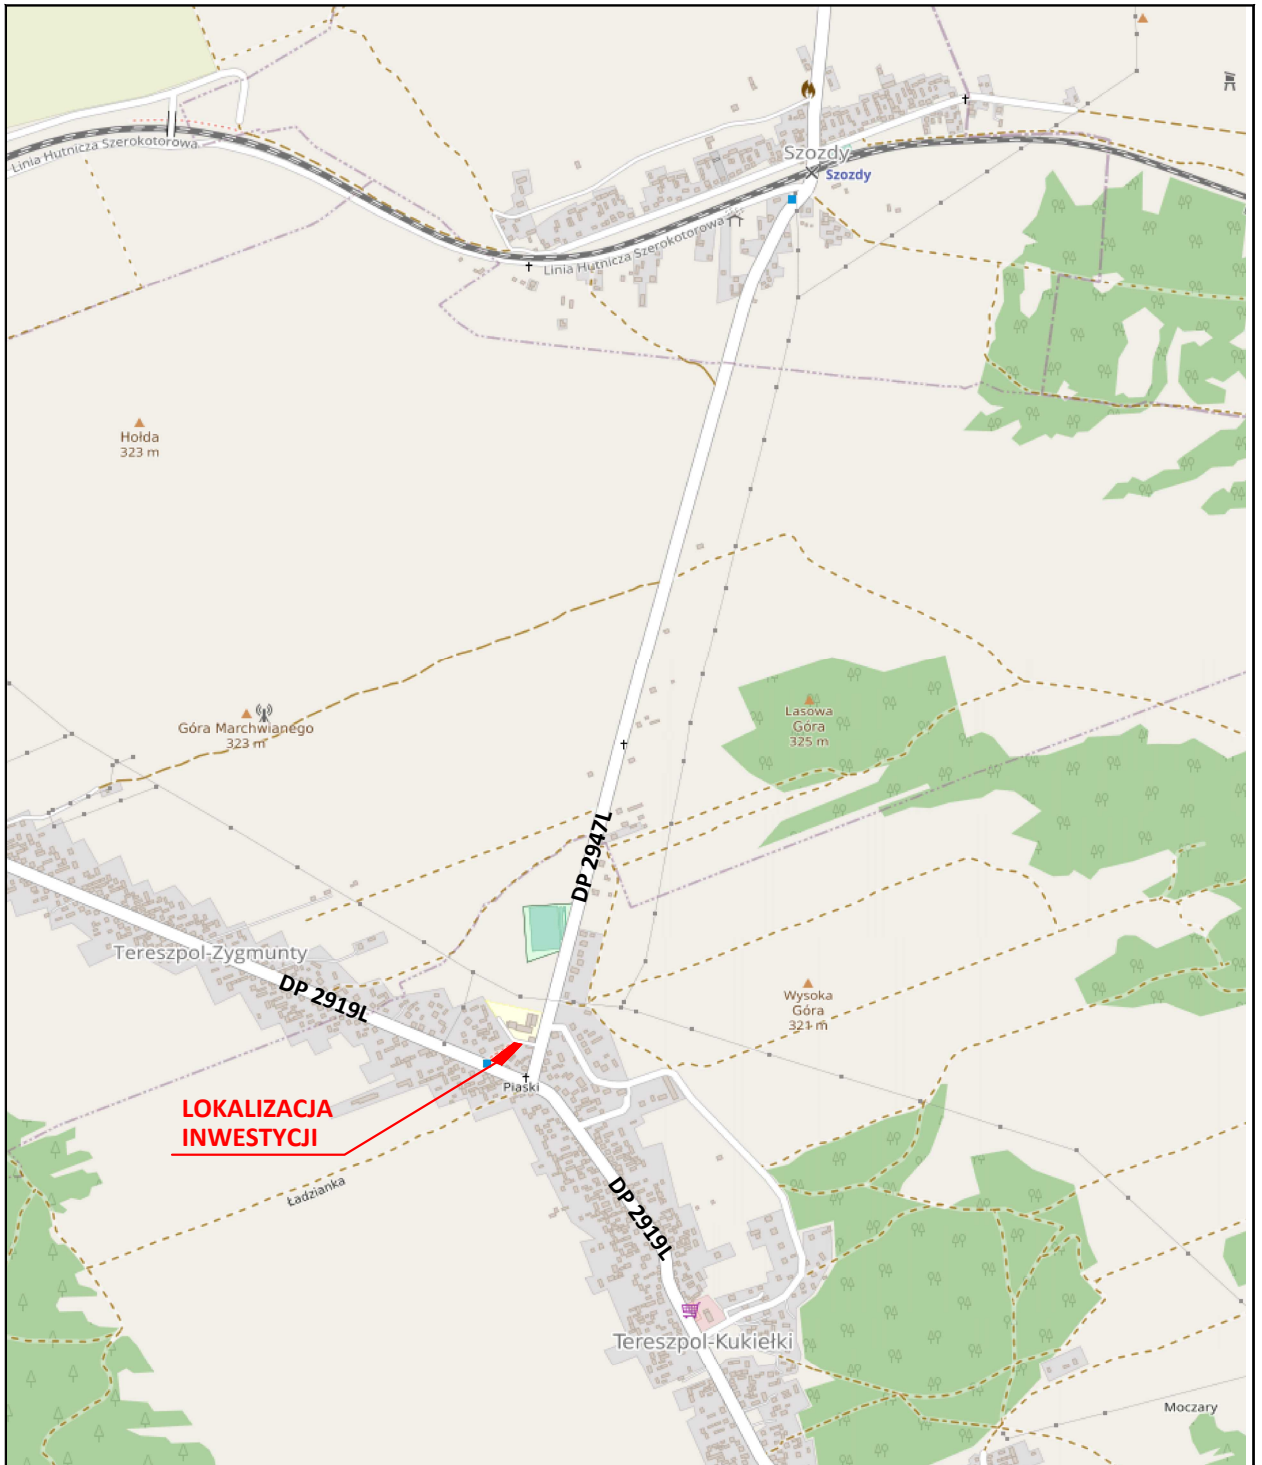 Linia Hutnicza Szerokotorowa
Szozdy
Szozdy
Linia Hutnicza Szerokotorowa
Hołda
323 m
Lasowa
Góra
325 m
Góra Marchwianego
323 m
DP 2947L
Tereszpol-Zygmunty
DP 2919L
Wysoka
Góra
321 m
Piaski
LOKALIZACJA
INWESTYCJI
Ładzianka
DP 2919L
Tereszpol-Kukiełki
Moczary